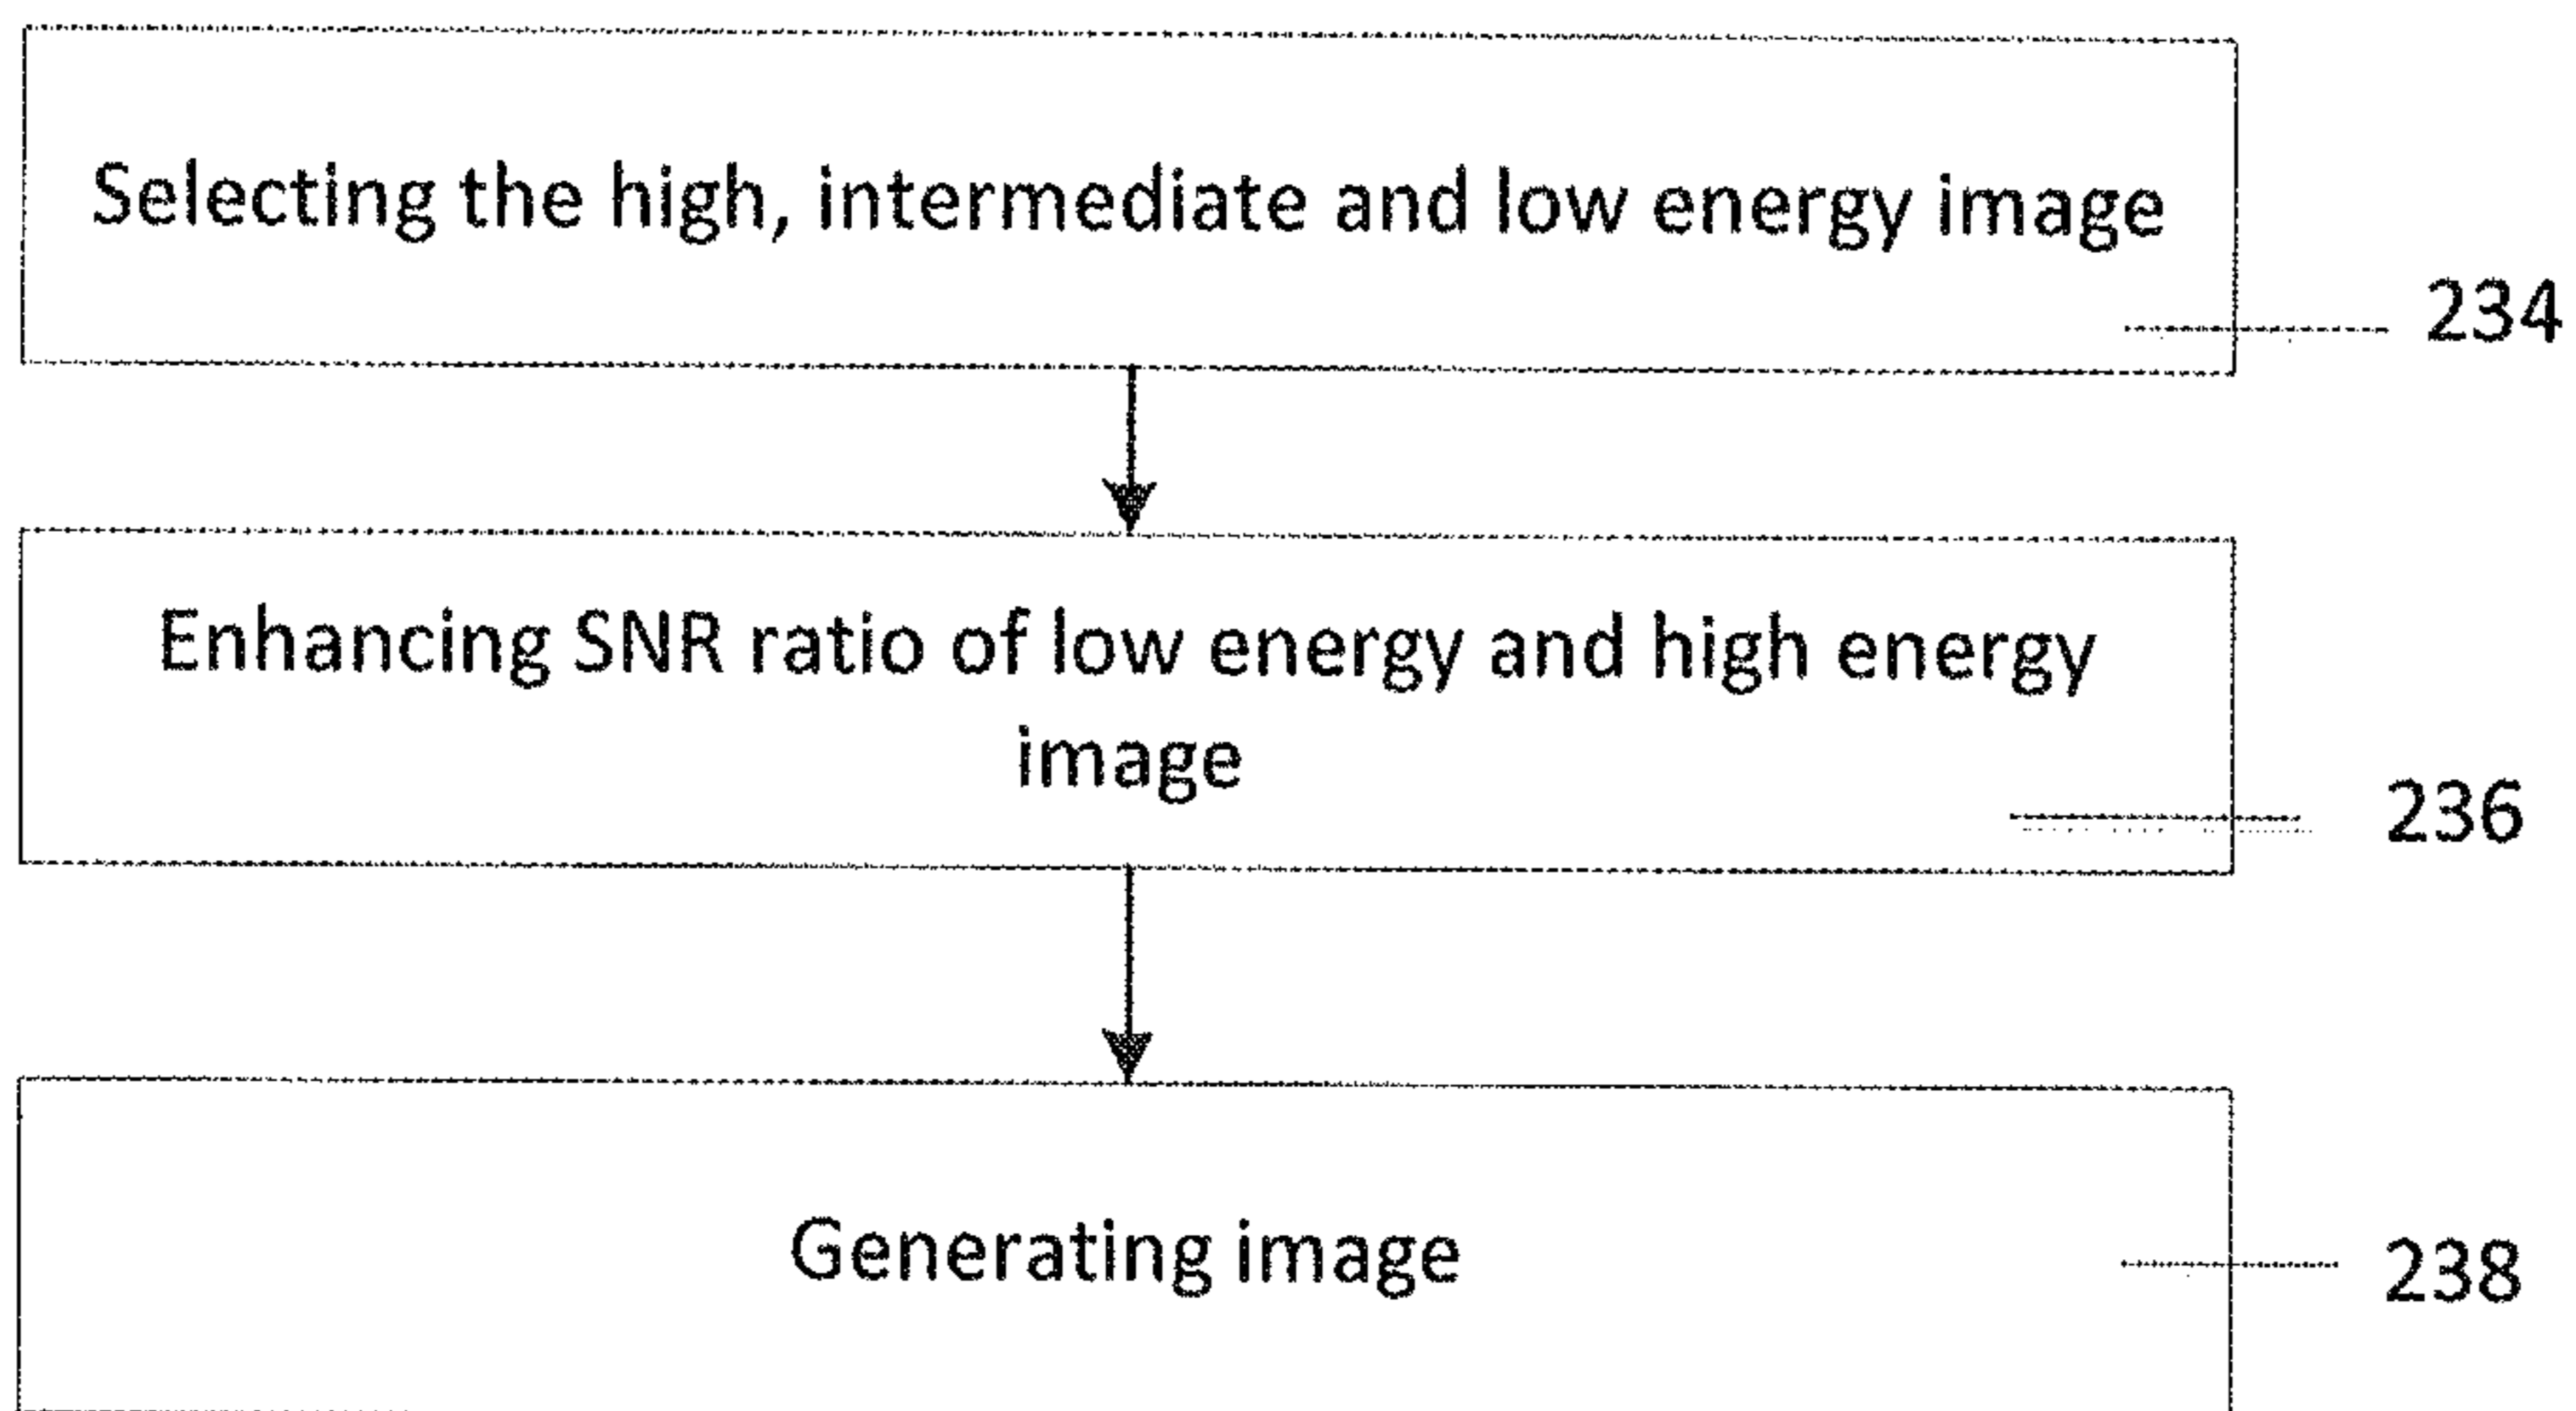 Selecting the high, intermediate and low energy image
234
Enhancing SNR ratio of low energy and high energy
image
236
Generating image
238